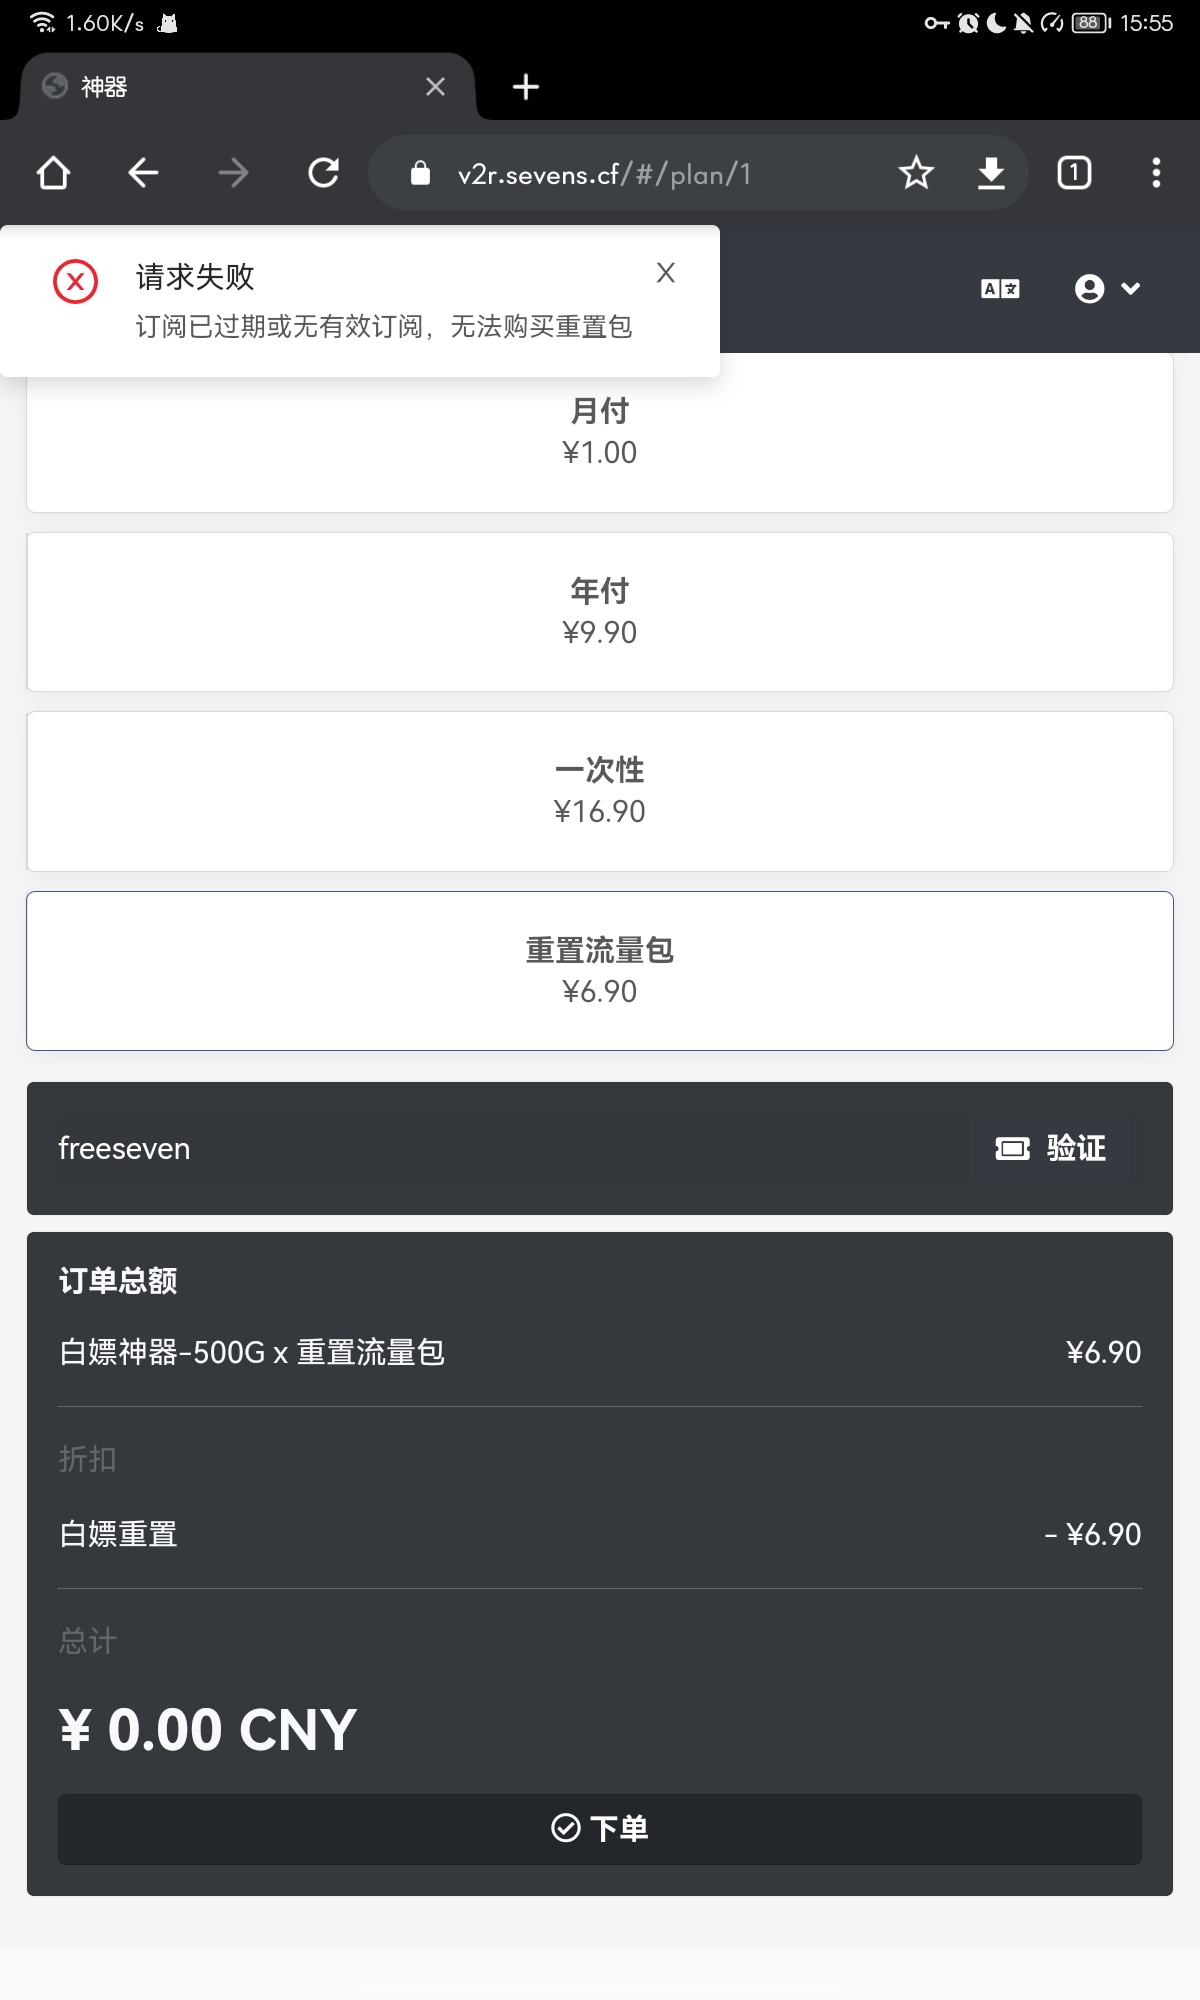 1.60K/s
88
15:55
神器
v2r.sevens.cf/#/plan/1
1
请求失败
订阅已过期或无有效订阅，无法购买重置包
月付
¥1.00
年付
¥9.90
一次性
¥16.90
重置流量包
¥6.90
freeseven
验证
订单总额
白嫖神器-500G x 重置流量包
¥6.90
折扣
白嫖重置
- ¥6.90
总计
¥ 0.00 CNY
下单